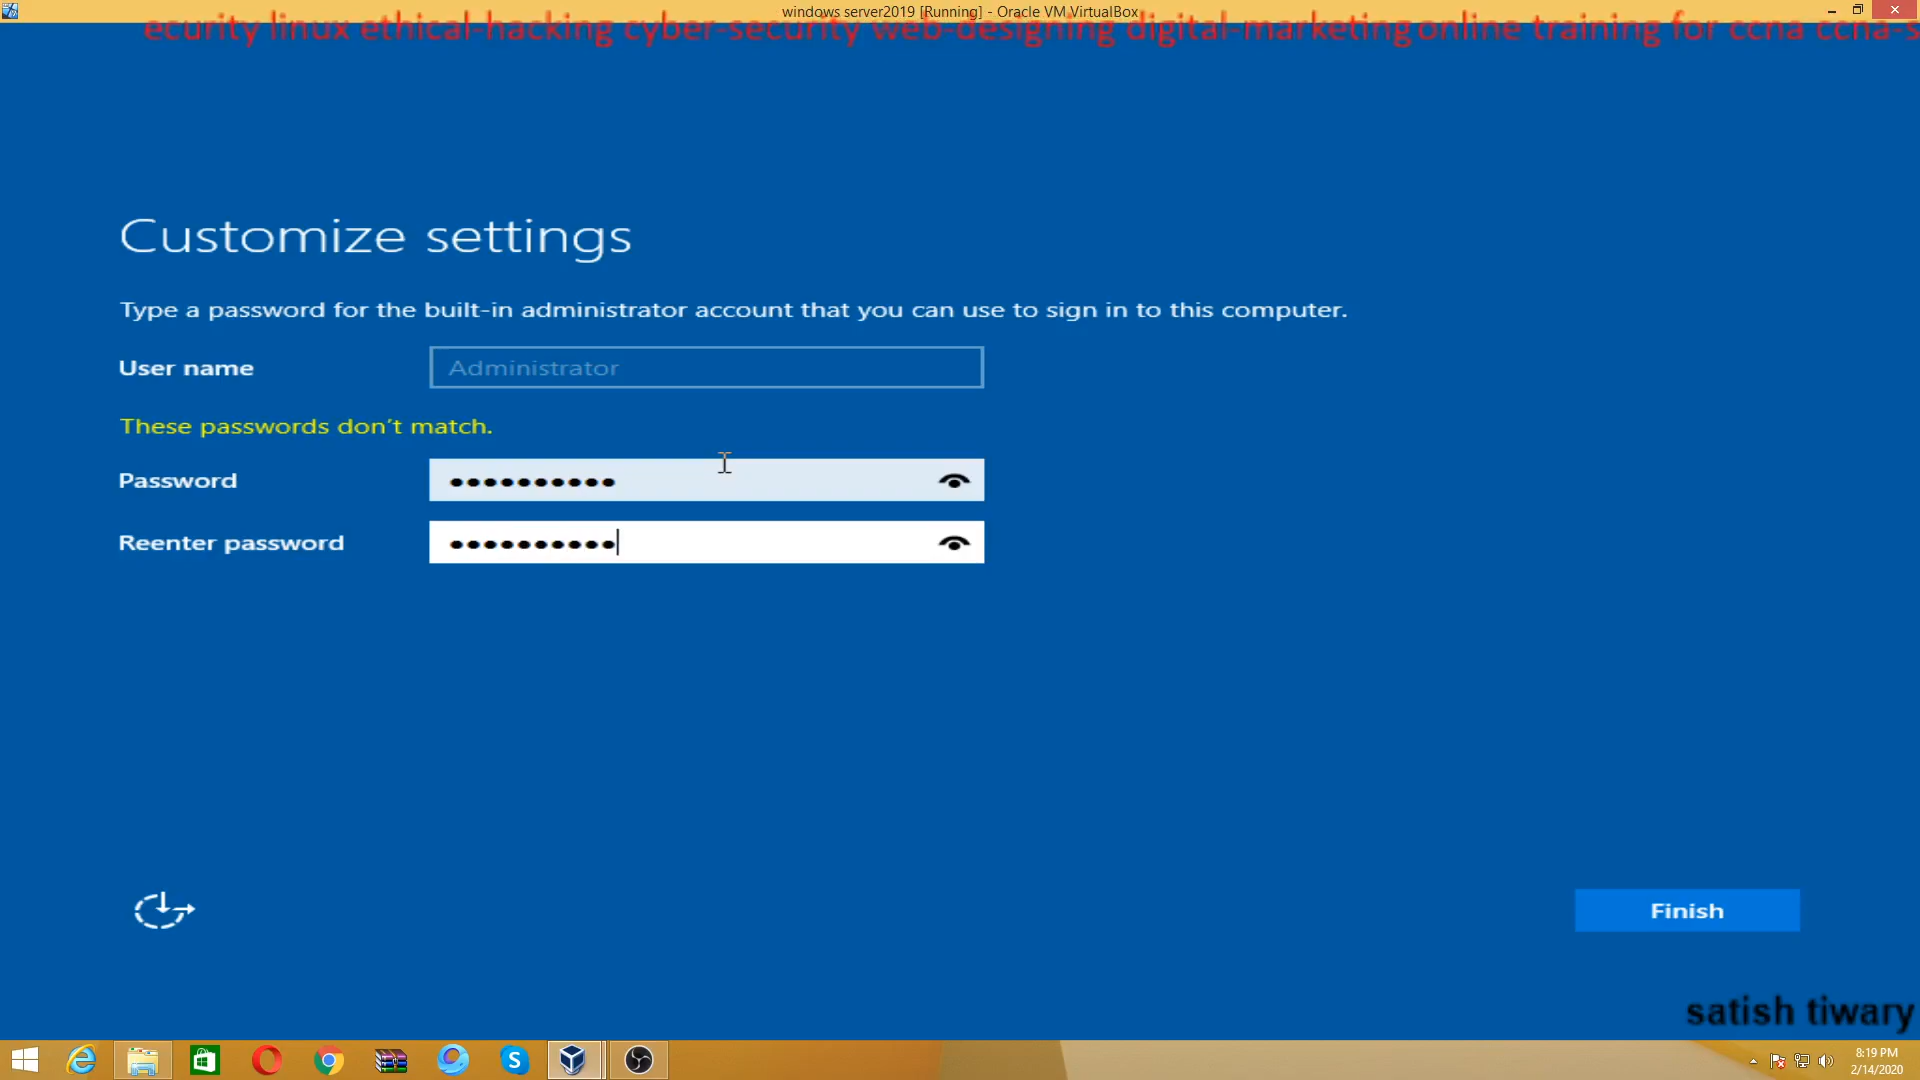 windows server2019 [Running] - Oracle VM VirtualBox
ecurity linux ethical-hacking cyber-security web-designing digital-marketing online training for ccna ccna-s
Customize settings
Type a password for the built-in administrator account that you can use to sign in to this computer.
User name
Administrator
These passwords don't match.
Password
Reenter password
Finish
satish tiwary
8:19 PM
2/14/2020